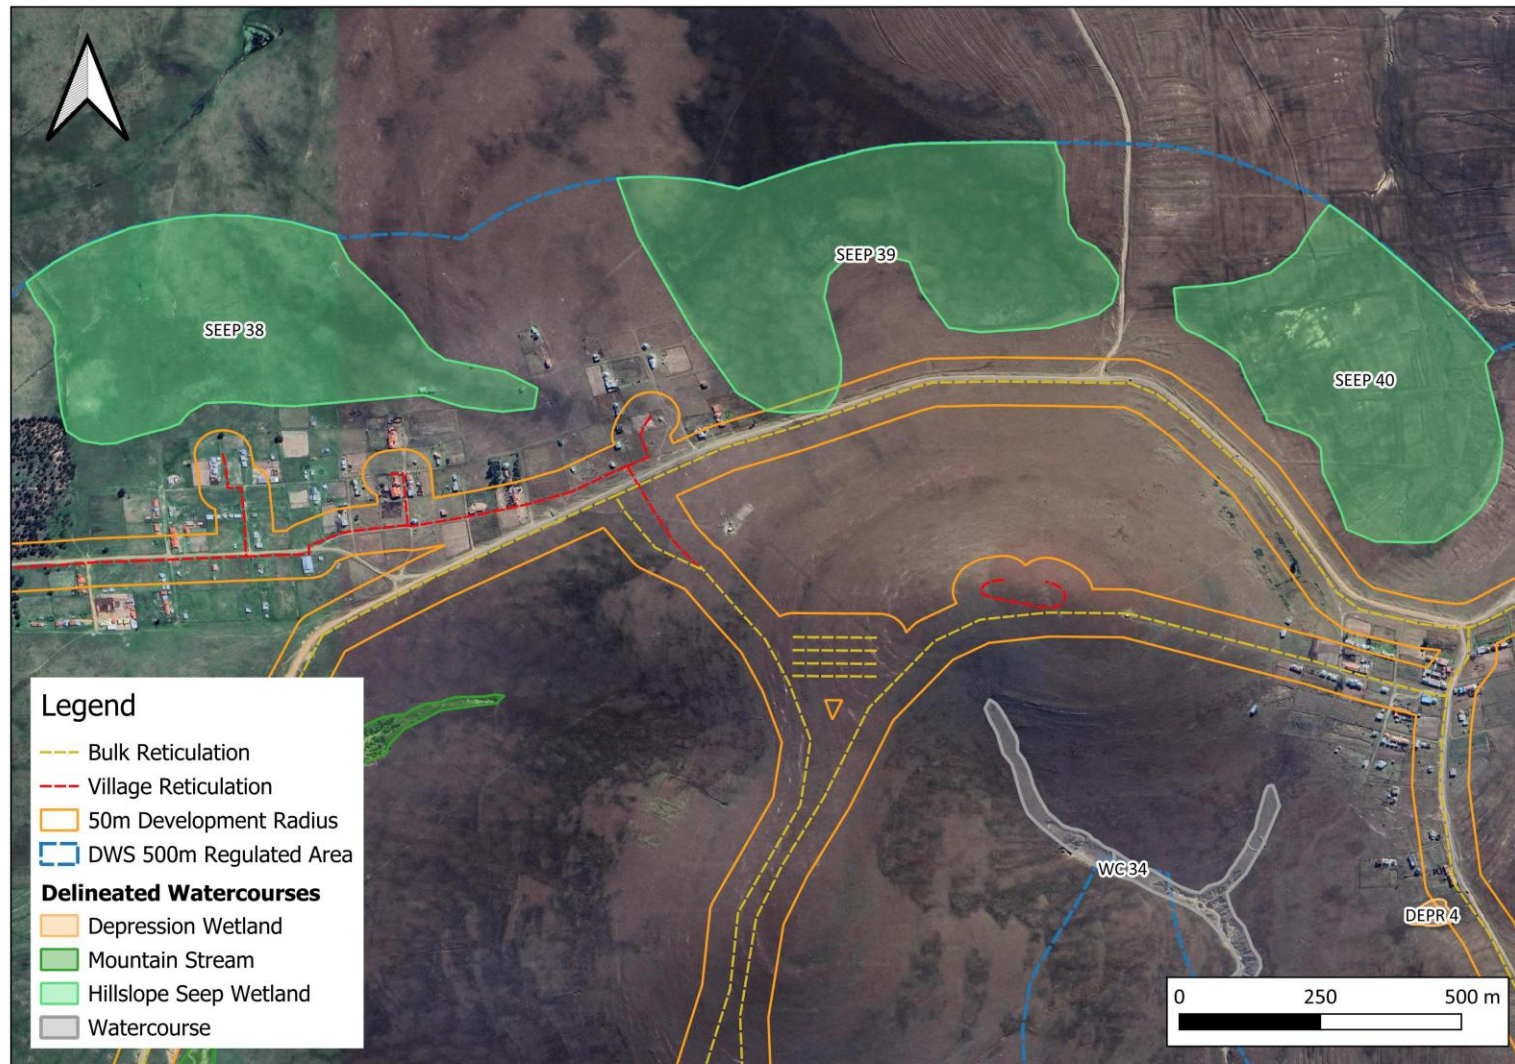 SEEP 39
SEEP 38
SEEP 40
WC 34
DEPR 4
Legend
Bulk Reticulation
Village Reticulation
50m Development Radius
DWS 500m Regulated Area
Delineated Watercourses
Depression Wetland
Mountain Stream
Hillslope Seep Wetland
Watercourse
0 250 500 m